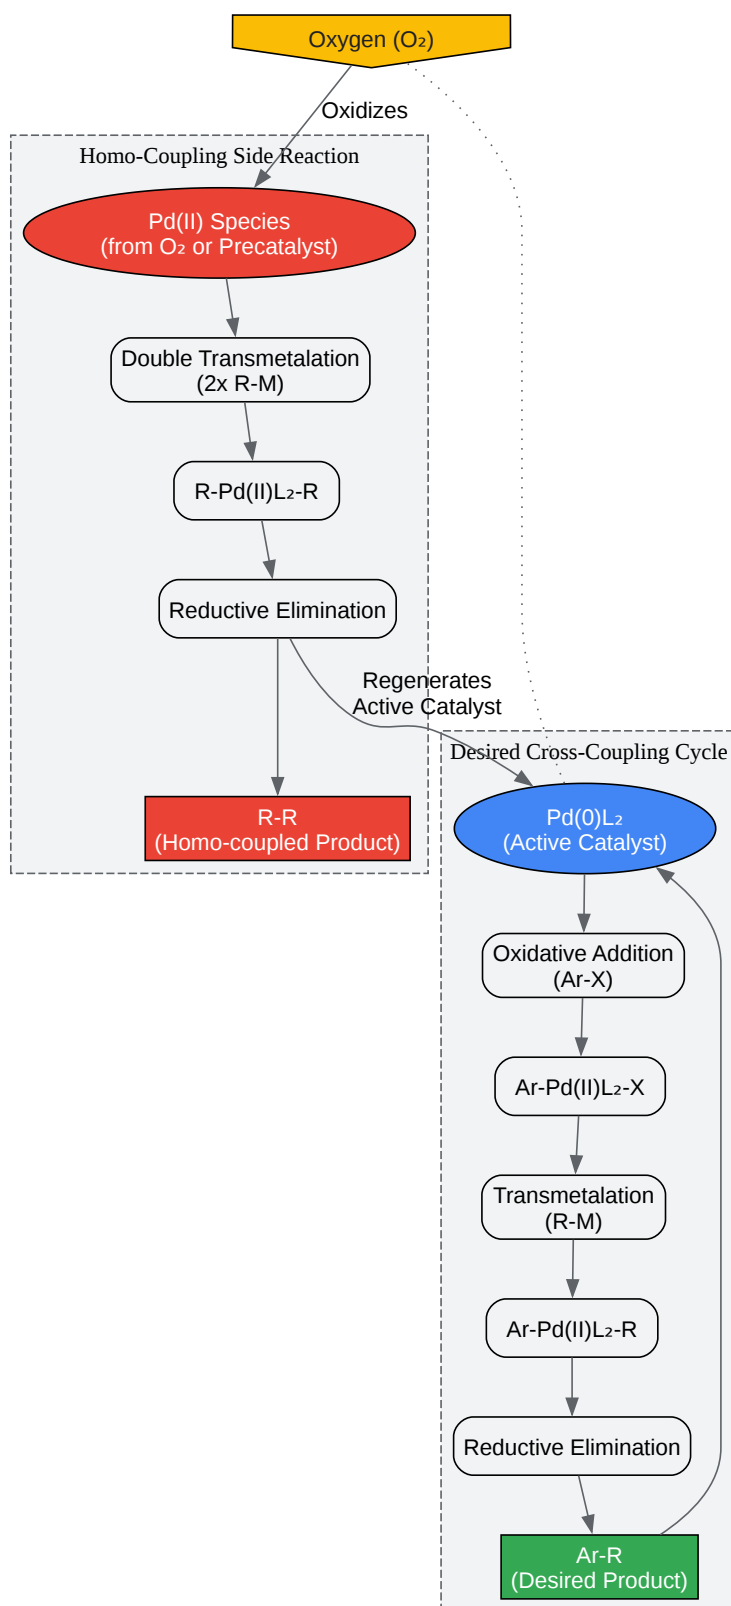 Oxygen (O₂)
Oxidizes
Homo-Coupling Side Reaction
Pd(II) Species
(from O₂ or Precatalyst)
Double Transmetalation
(2x R-M)
R-Pd(II)L₂-R
Reductive Elimination
Regenerates
Active Catalyst
R-R
(Homo-coupled Product)
Desired Cross-Coupling Cycle
Pd(0)L₂
(Active Catalyst)
Oxidative Addition
(Ar-X)
Ar-Pd(II)L₂-X
Transmetalation
(R-M)
Ar-Pd(II)L₂-R
Reductive Elimination
Ar-R
(Desired Product)